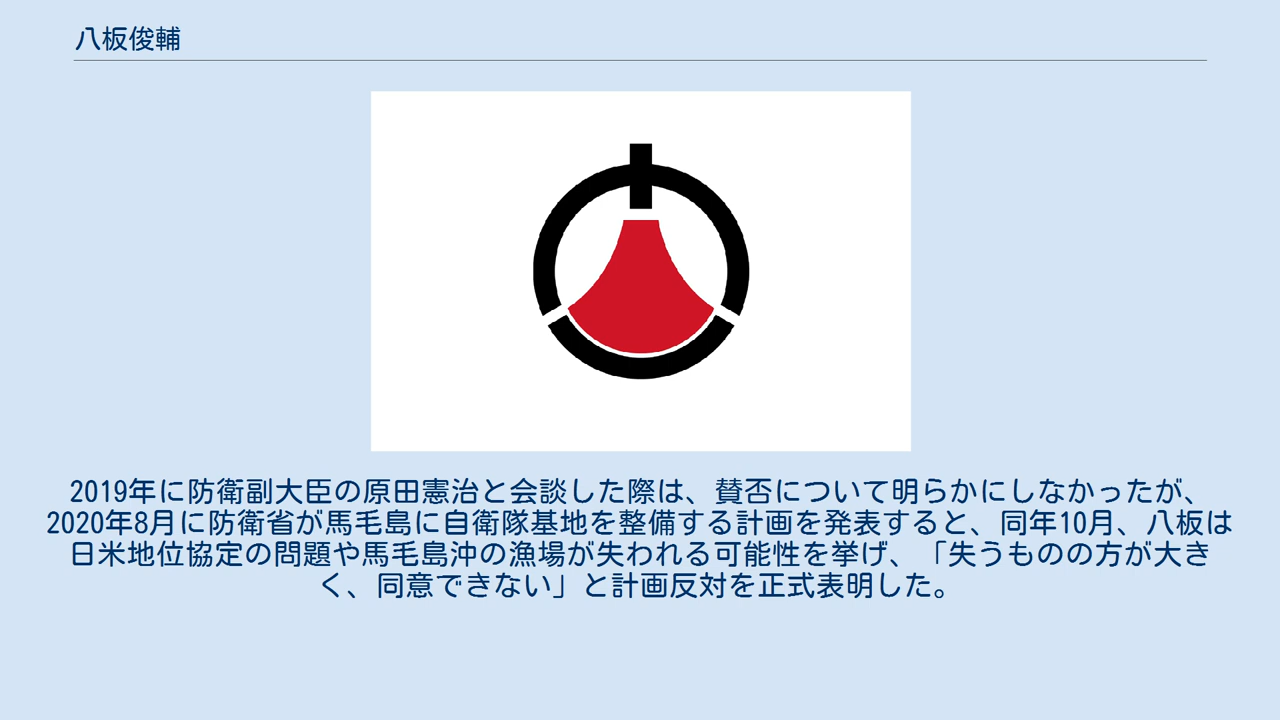 八板俊輔
2019年に防衛副大臣の原田憲治と会談した際は、賛否について明らかにしなかったが、
2020年8月に防衛省が馬毛島に自衛隊基地を整備する計画を発表すると、同年10月、八板は
日米地位協定の問題や馬毛島沖の漁場が失われる可能性を挙げ、「失うものの方が大き
く、同意できない」と計画反対を正式表明した。